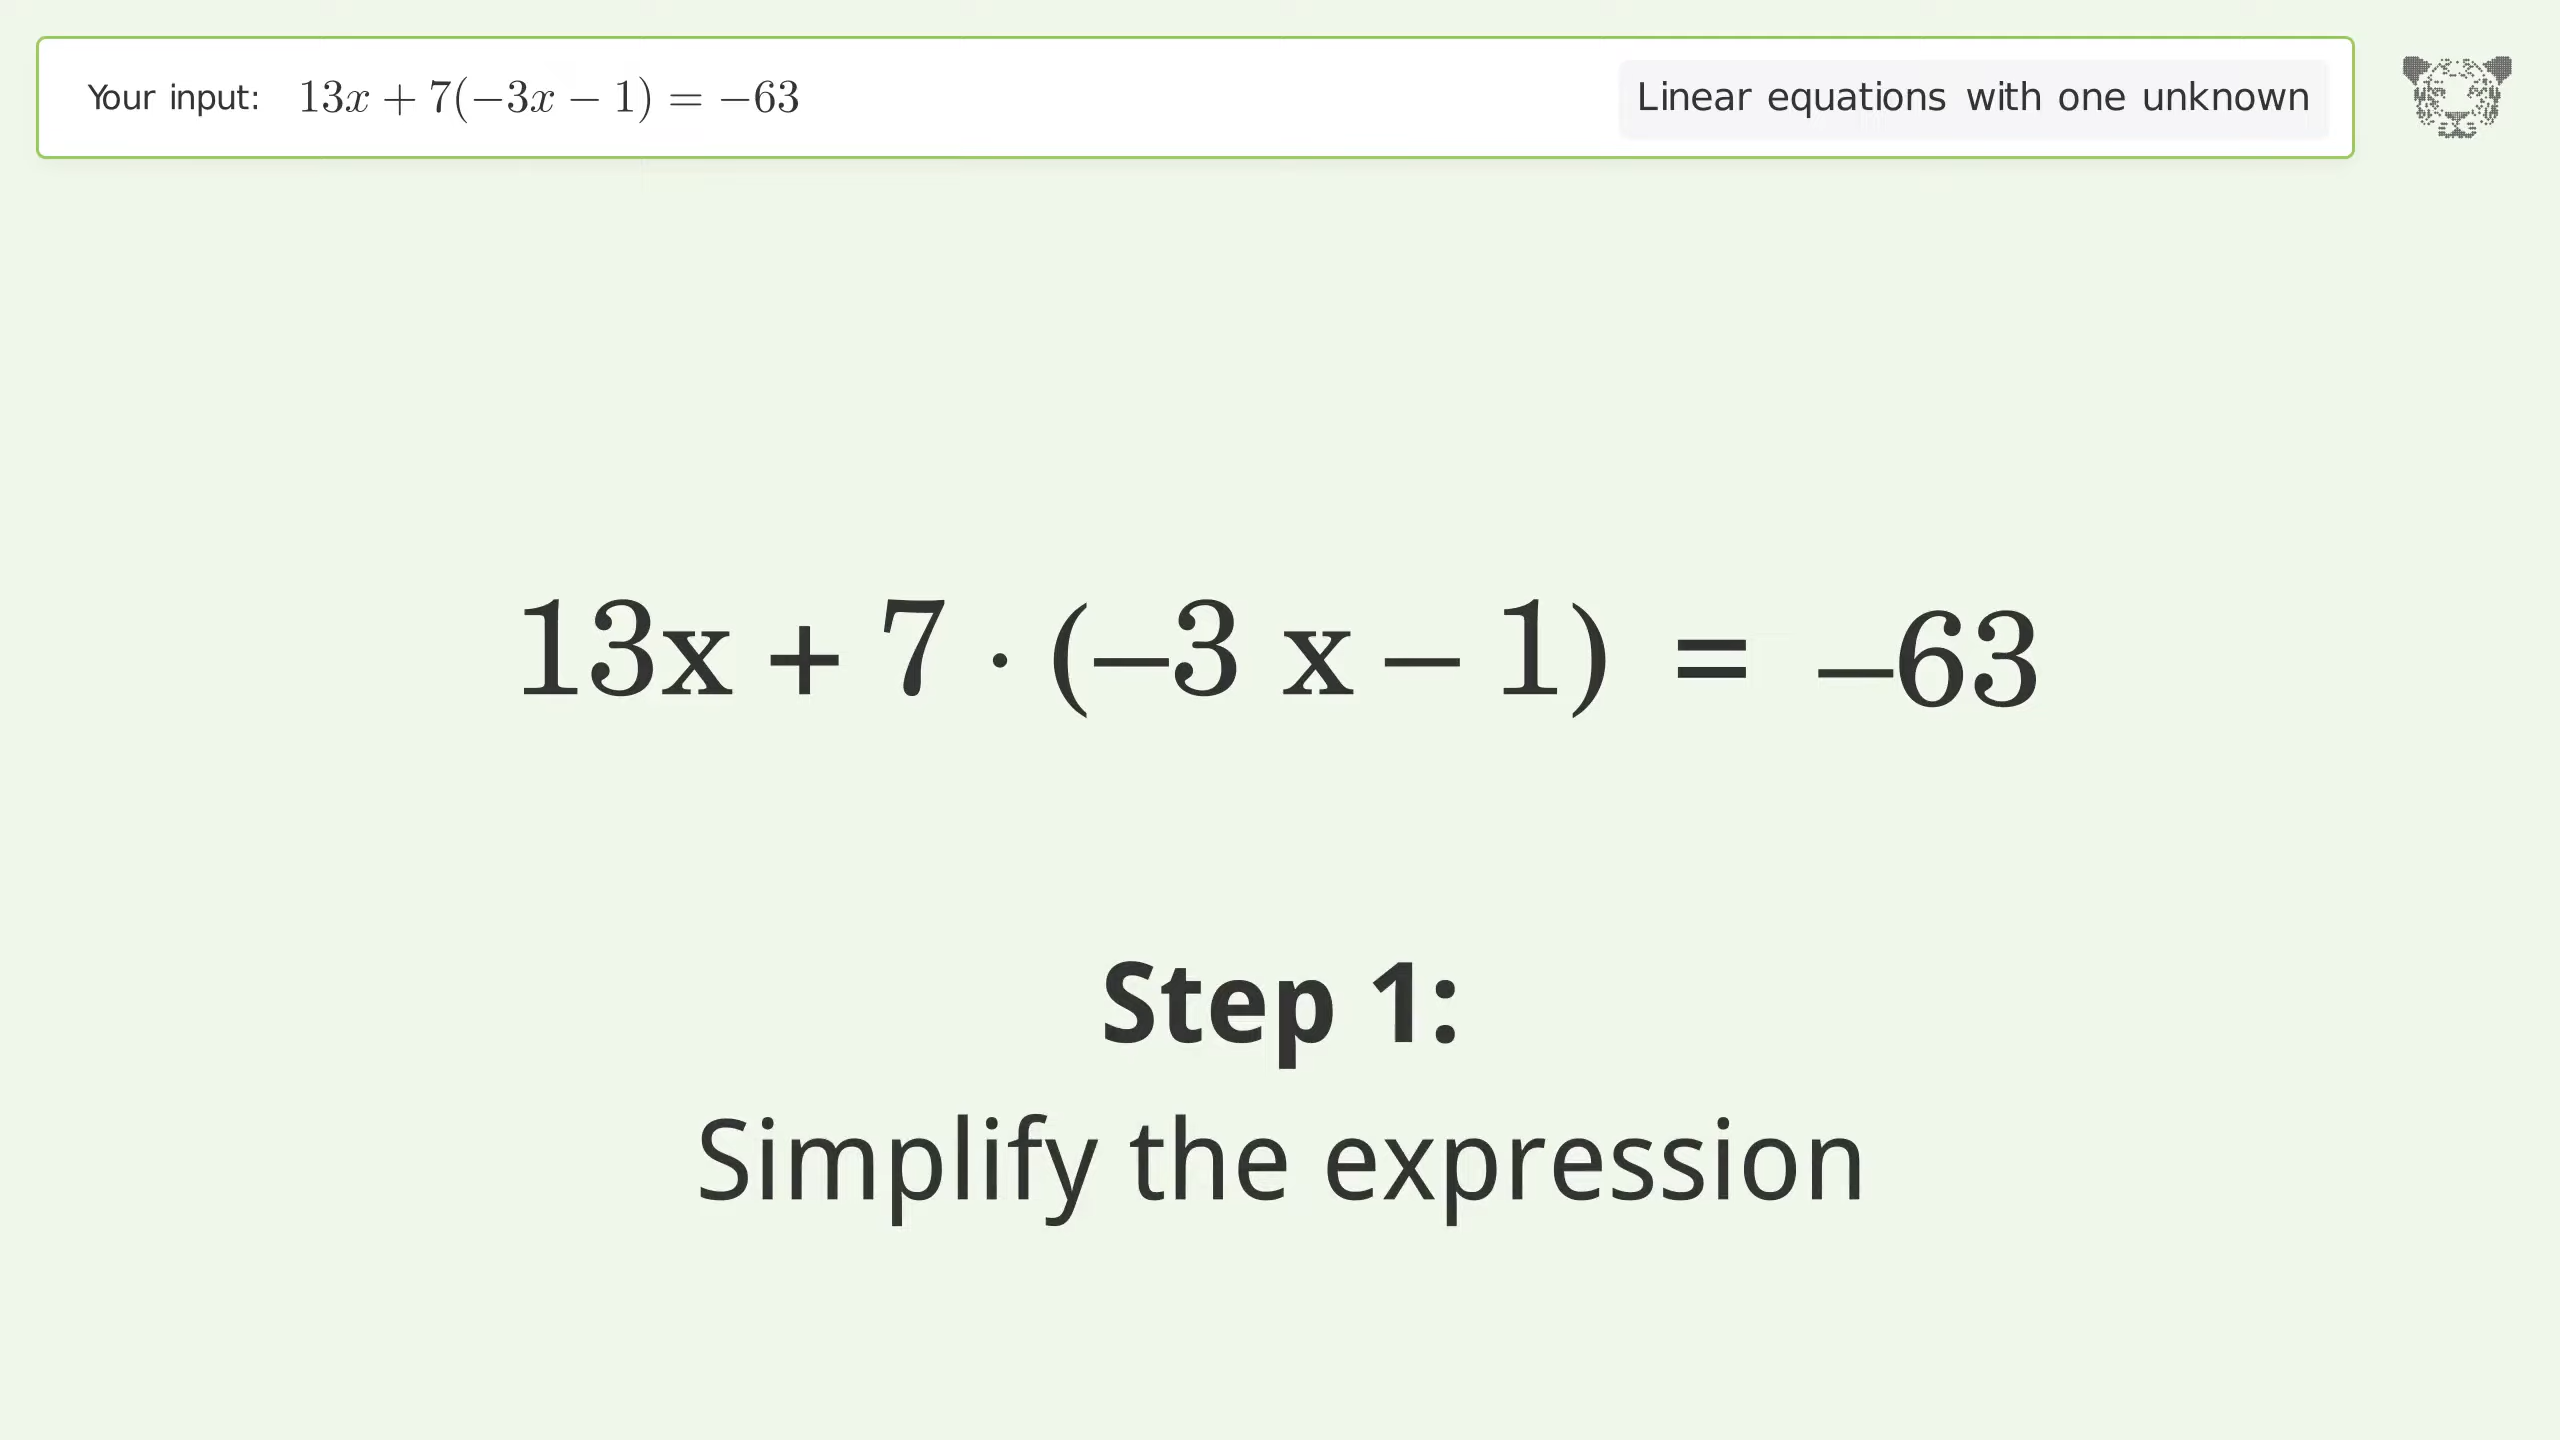 Your input: 13x + 7(−3x − 1) = −63
Linear equations with one unknown
13x + 7 · (–3 x – 1) = –63
Step 1:
Simplify the expression